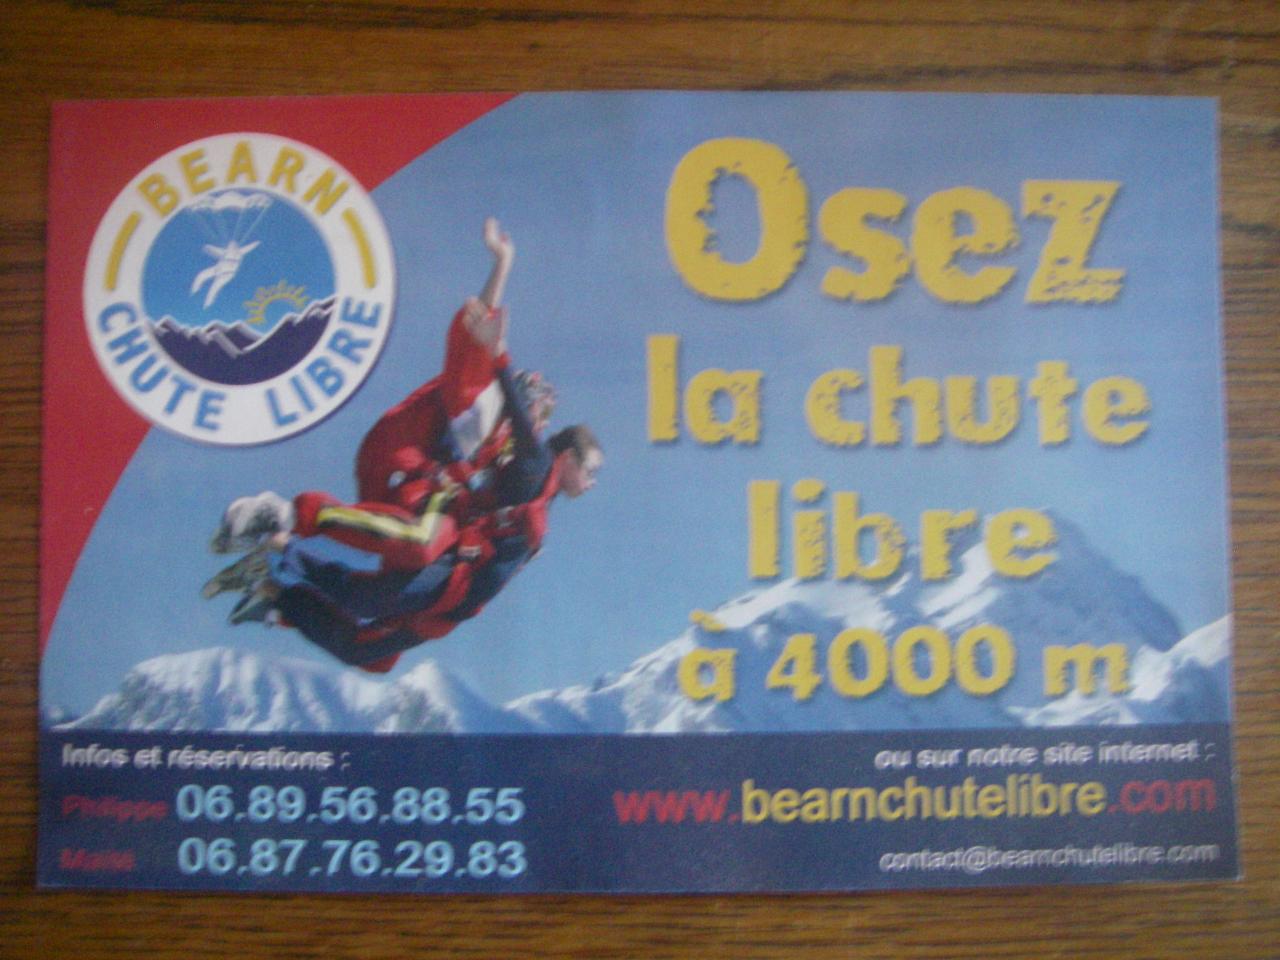 BEARN
CHUTE LIBRE
Osez
la chute
libre
à 4000 m
Infos et réservations :
Philippe 06.89.56.88.55
06.87.76.29.83
ou sur notre site internet :
www.bearnchutelibre.com
contact@bearnchutelibre.com